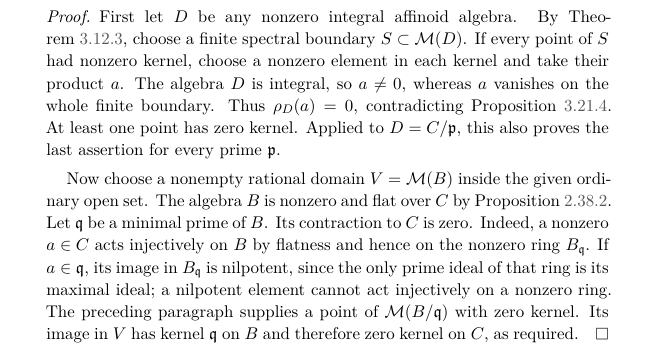 Proof. First let D be any nonzero integral affinoid algebra. By Theo-
rem 3.12.3, choose a finite spectral boundary S ⊂ ℳ(D). If every point of S
had nonzero kernel, choose a nonzero element in each kernel and take their
product a. The algebra D is integral, so a ≠ 0, whereas a vanishes on the
whole finite boundary. Thus ρ_D(a) = 0, contradicting Proposition 3.21.4.
At least one point has zero kernel. Applied to D = C/𝔭, this also proves the
last assertion for every prime 𝔭.
Now choose a nonempty rational domain V = ℳ(B) inside the given ordi-
nary open set. The algebra B is nonzero and flat over C by Proposition 2.38.2.
Let 𝔮 be a minimal prime of B. Its contraction to C is zero. Indeed, a nonzero
a ∈ C acts injectively on B by flatness and hence on the nonzero ring B_𝔮. If
a ∈ 𝔮, its image in B_𝔮 is nilpotent, since the only prime ideal of that ring is its
maximal ideal; a nilpotent element cannot act injectively on a nonzero ring.
The preceding paragraph supplies a point of ℳ(B/𝔮) with zero kernel. Its
image in V has kernel 𝔮 on B and therefore zero kernel on C, as required. □